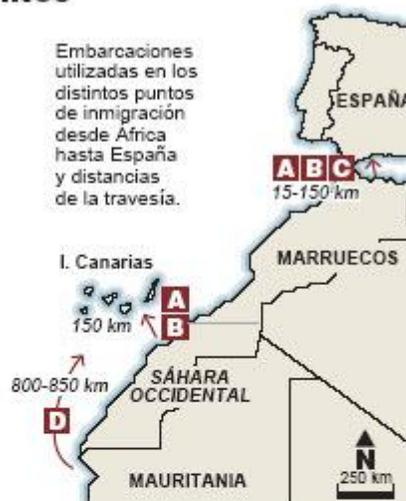 Embarcaciones
utilizadas en los
distintos puntos
de inmigración
desde África
hasta España
y distancias
de la travesía.
ESPAÑA
A B C
15-150 km
MARRUECOS
I. Canarias
A
150 km
B
800-850 km
SÁHARA
OCCIDENTAL
D
MAURITANIA
N
250 km